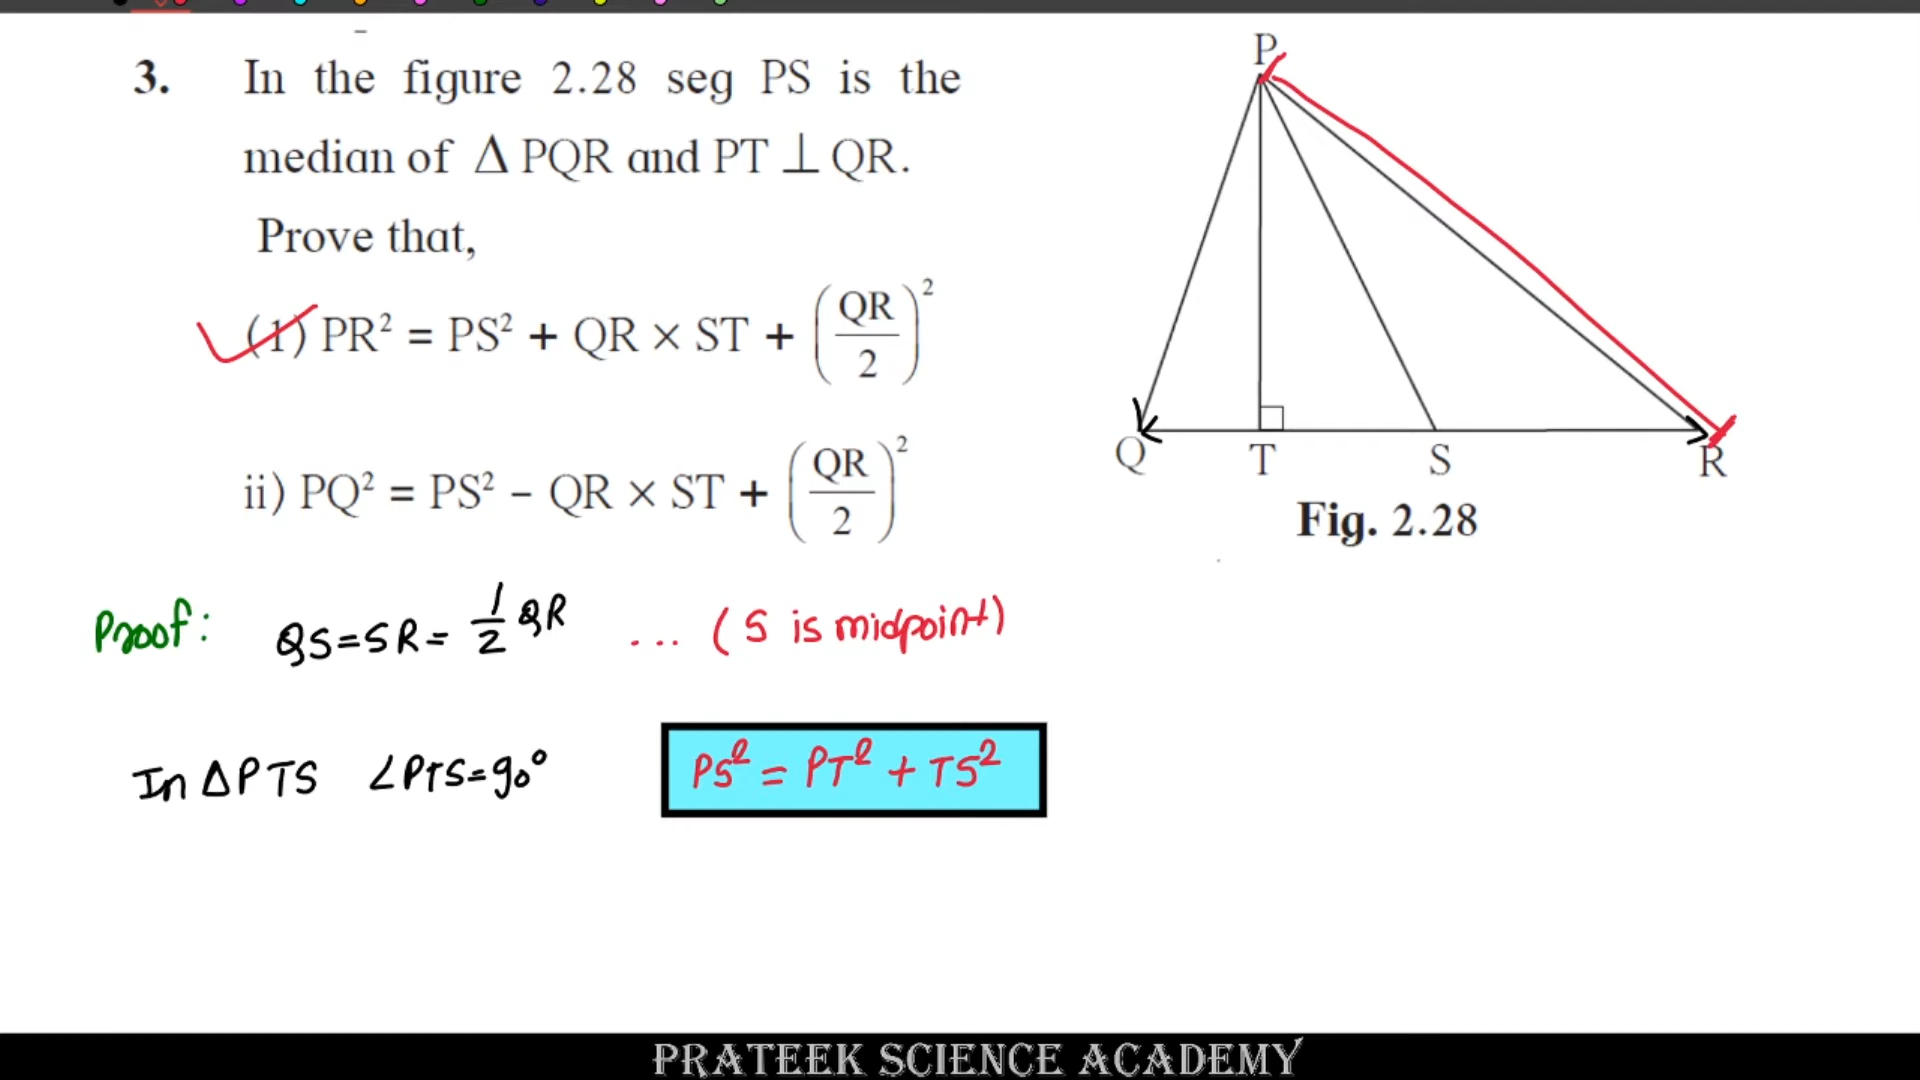 3. In the figure 2.28 seg PS is the
median of Δ PQR and PT ⊥ QR.
Prove that,
(1) PR² = PS² + QR × ST + (QR/2)²
ii) PQ² = PS² – QR × ST + (QR/2)²
P
Q T S R
Fig. 2.28
Proof: QS=SR= 1/2 QR ... (S is midpoint)
In ΔPTS ∠PTS=90° PS² = PT² + TS²
PRATEEK SCIENCE ACADEMY